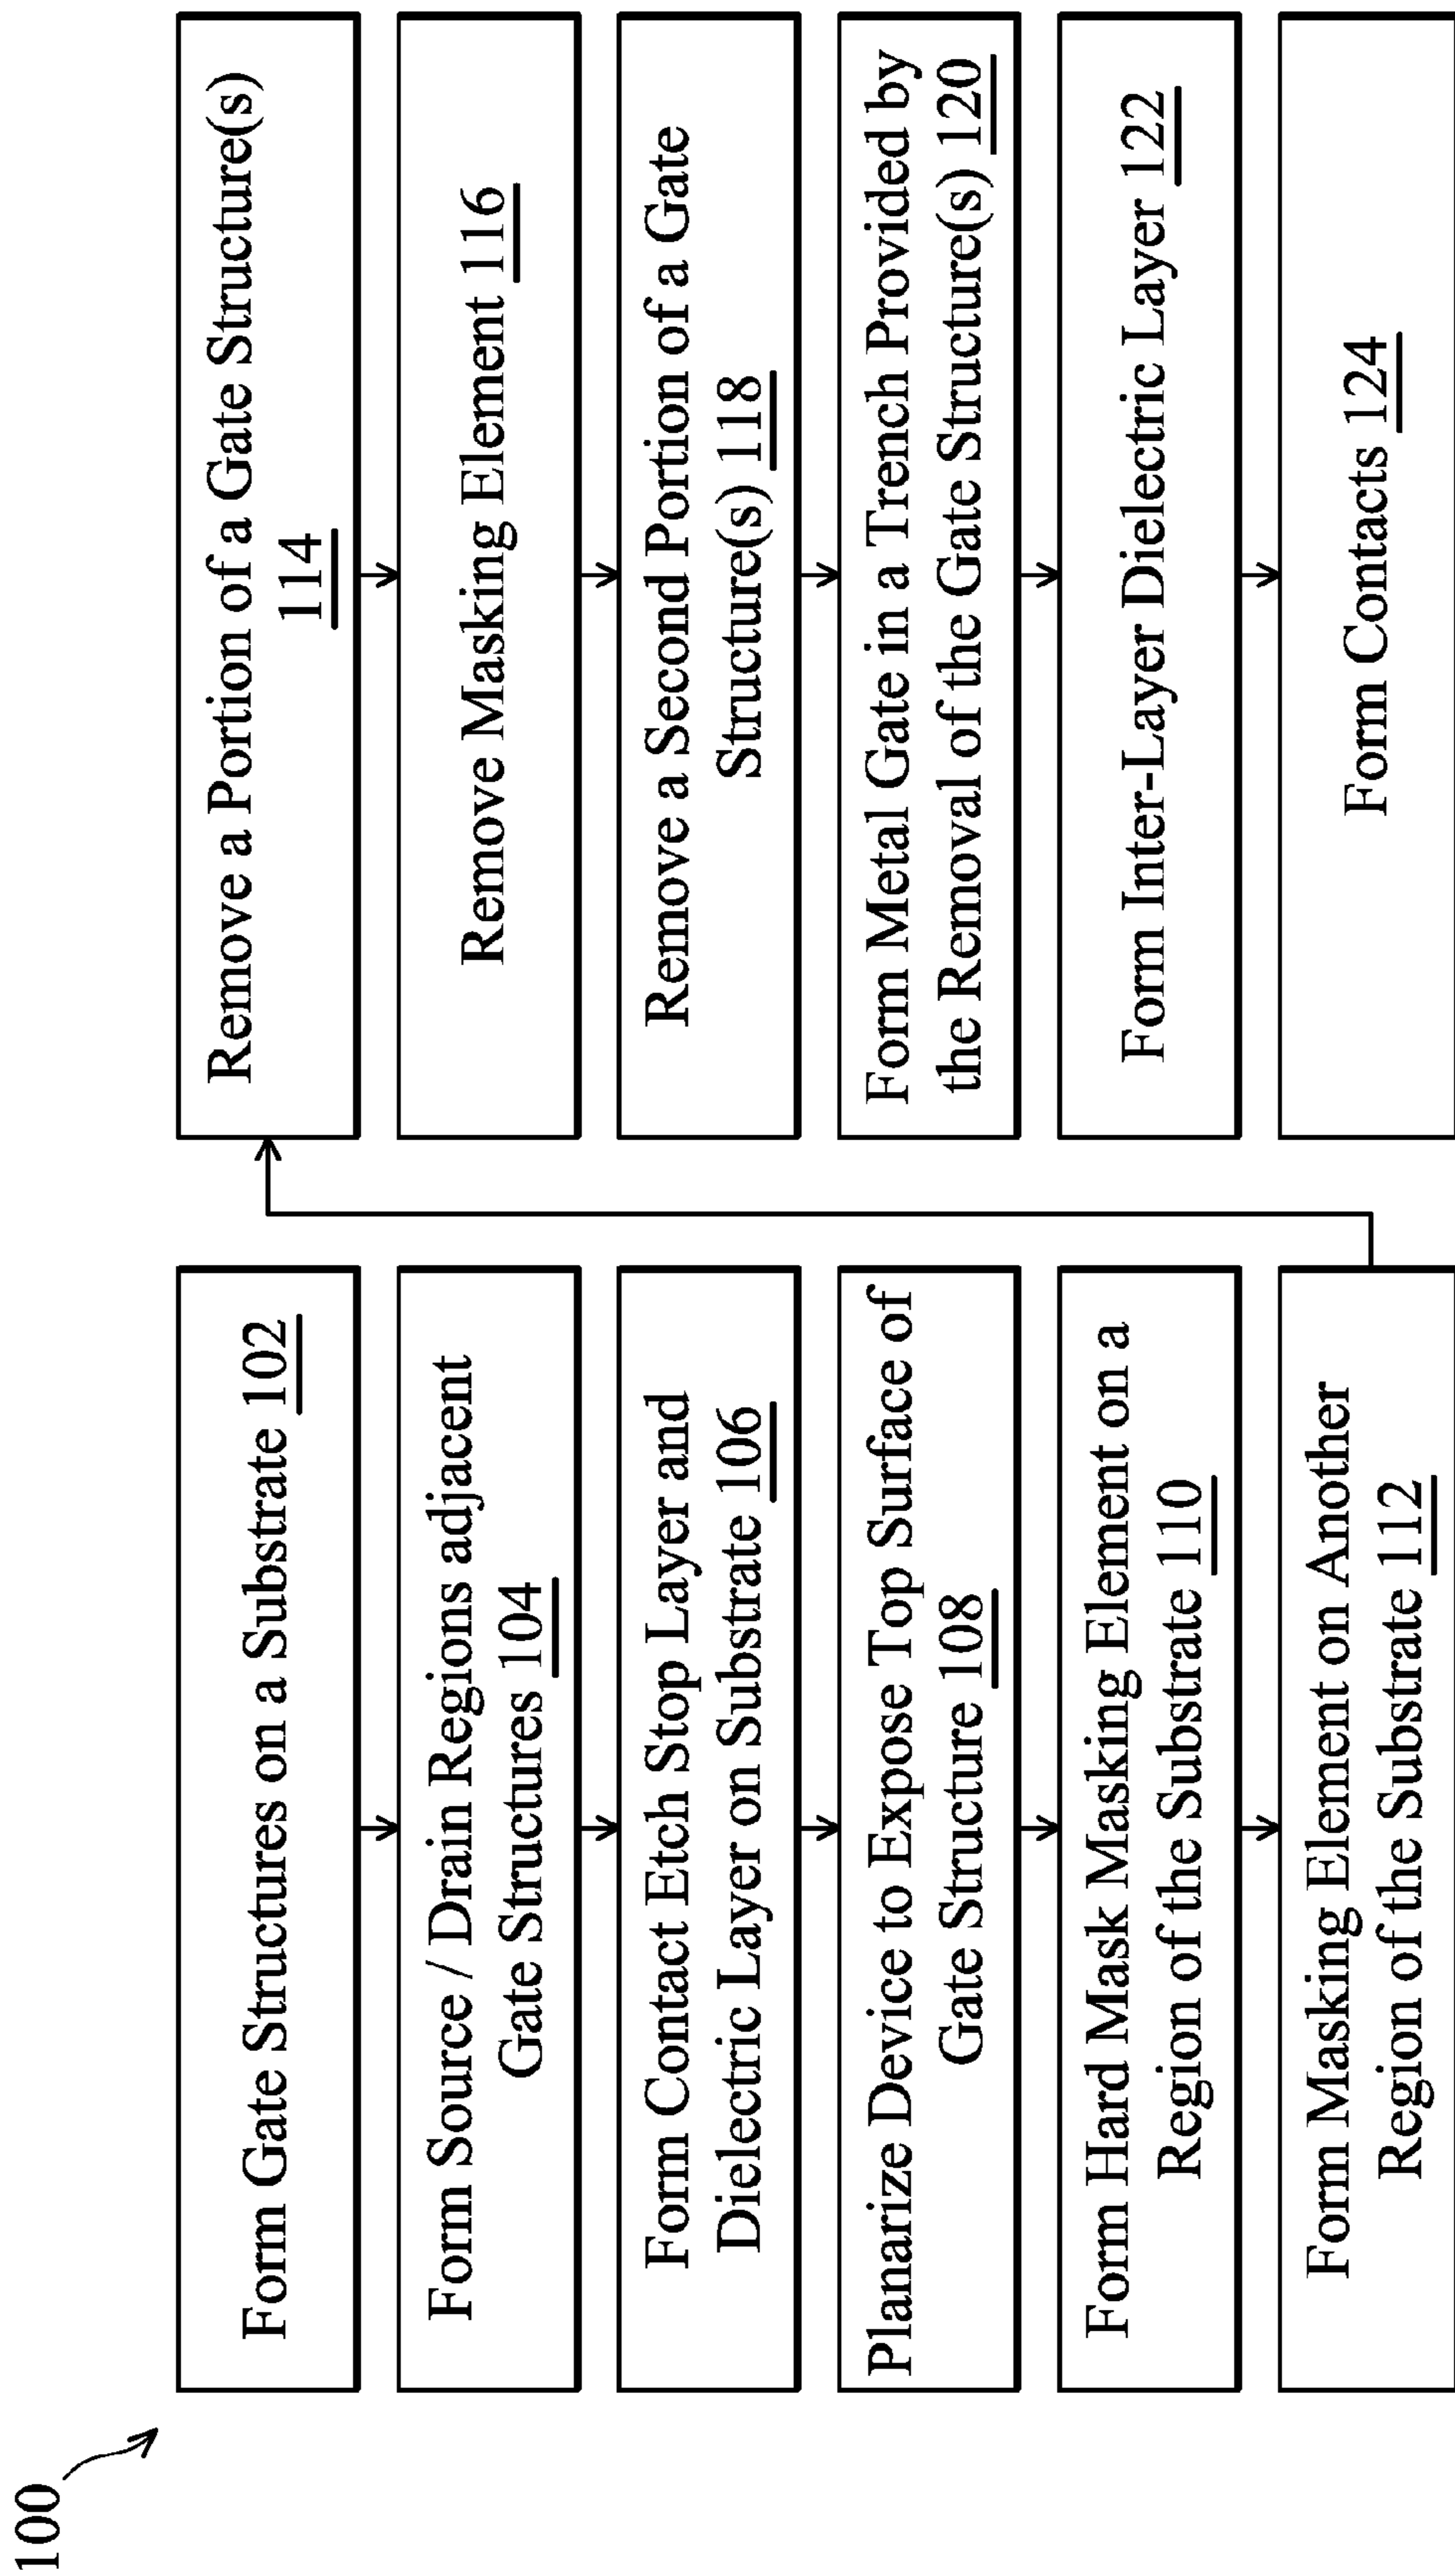 100
Form Gate Structures on a Substrate 102
Form Source / Drain Regions adjacent
Gate Structures 104
Form Contact Etch Stop Layer and
Dielectric Layer on Substrate 106
Planarize Device to Expose Top Surface of
Gate Structure 108
Form Hard Mask Masking Element on a
Region of the Substrate 110
Form Masking Element on Another
Region of the Substrate 112
Remove a Portion of a Gate Structure(s)
114
Remove Masking Element 116
Remove a Second Portion of a Gate
Structure(s) 118
Form Metal Gate in a Trench Provided by
the Removal of the Gate Structure(s) 120
Form Inter-Layer Dielectric Layer 122
Form Contacts 124